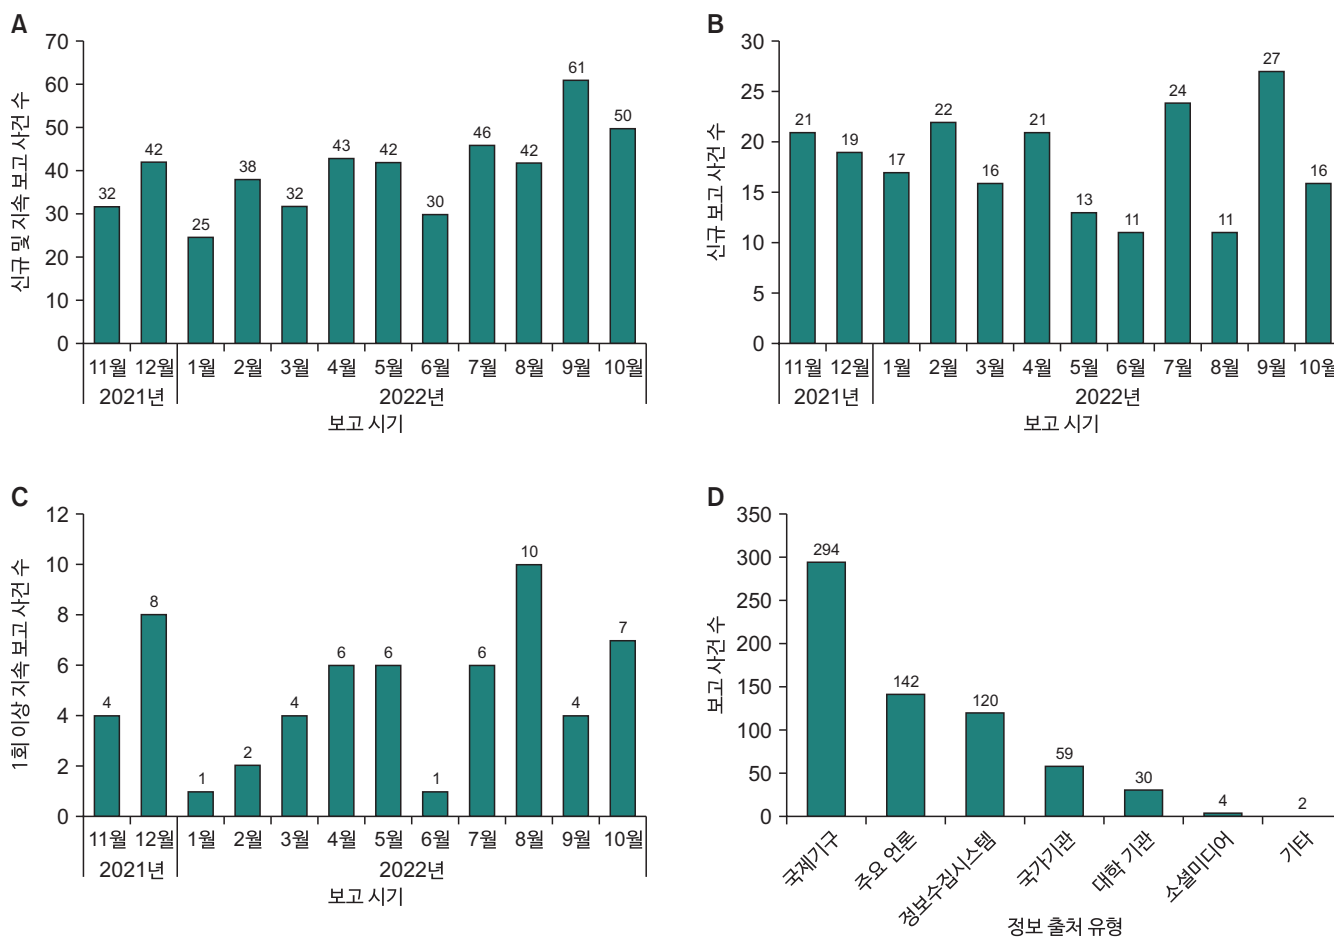 A
신규 및 지속 보고 사건 수
70
60
50
40
30
20
10
0
32
42
25
38
32
43
42
30
46
42
61
50
11월 12월 1월 2월 3월 4월 5월 6월 7월 8월 9월 10월
2021년 2022년
보고 시기
B
신규 보고 사건 수
30
25
20
15
10
5
0
21
19
17
22
16
21
13
11
24
11
27
16
11월 12월 1월 2월 3월 4월 5월 6월 7월 8월 9월 10월
2021년 2022년
보고 시기
C
1회 이상 지속 보고 사건 수
12
10
8
6
4
2
0
4
8
1
2
4
6
6
1
6
10
4
7
11월 12월 1월 2월 3월 4월 5월 6월 7월 8월 9월 10월
2021년 2022년
보고 시기
D
보고 사건 수
350
300
250
200
150
100
50
0
294
142
120
59
30
4
2
국제기구
주요 언론
정보수집시스템
국가기관
대학 기관
소셜미디어
기타
정보 출처 유형